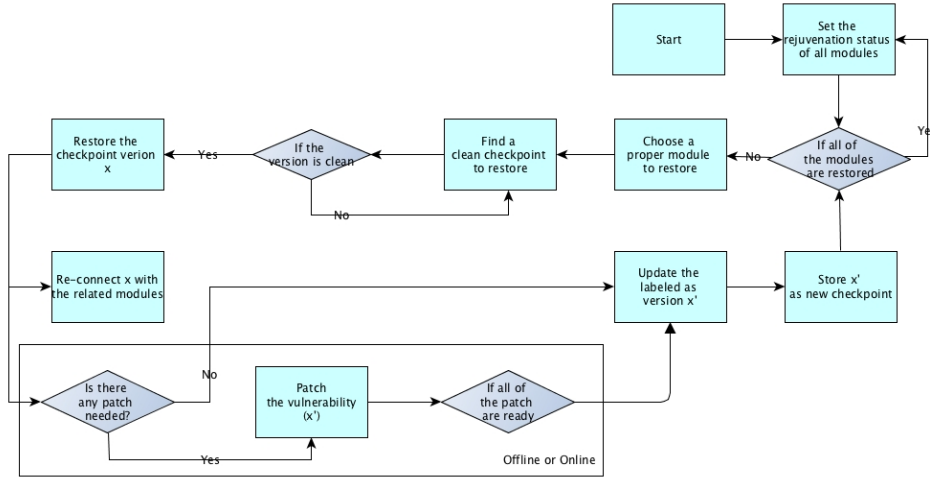 Start
Set the
rejuvenation status
of all modules
Ye
Restore the
checkpoint verion
x
Yes
If the
version is clean
Find a
clean checkpoint
to restore
Choose a
proper module
to restore
No
If all of
the modules
are restored
No
Re-connect x with
the related modules
Update the
labeled as
version x'
Store x'
as new checkpoint
No
Is there
any patch
needed?
Patch
the vulnerability
(x')
If all of
the patch
are ready
Yes
Offline or Online